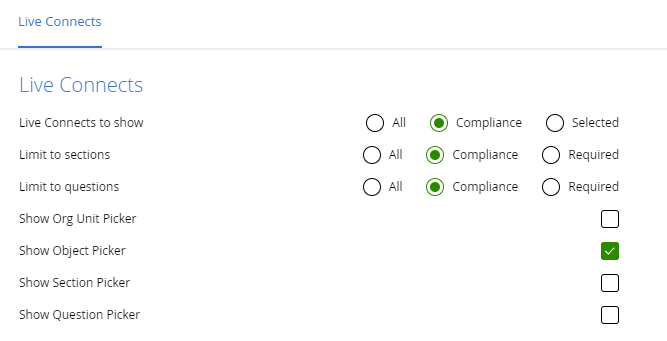 Live Connects
Live Connects
Live Connects to show All Compliance Selected
Limit to sections All Compliance Required
Limit to questions All Compliance Required
Show Org Unit Picker
Show Object Picker
Show Section Picker
Show Question Picker